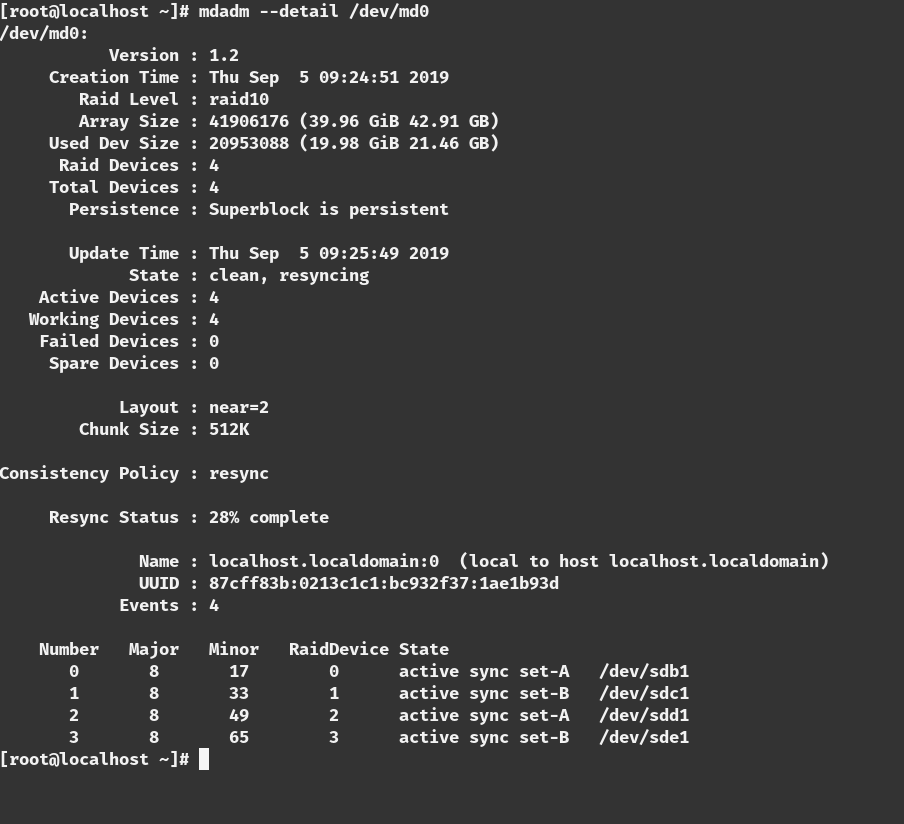 [root@localhost ~]# mdadm --detail /dev/md0
/dev/md0:
           Version : 1.2
     Creation Time : Thu Sep  5 09:24:51 2019
        Raid Level : raid10
        Array Size : 41906176 (39.96 GiB 42.91 GB)
     Used Dev Size : 20953088 (19.98 GiB 21.46 GB)
      Raid Devices : 4
     Total Devices : 4
       Persistence : Superblock is persistent

       Update Time : Thu Sep  5 09:25:49 2019
             State : clean, resyncing
    Active Devices : 4
   Working Devices : 4
    Failed Devices : 0
     Spare Devices : 0

            Layout : near=2
        Chunk Size : 512K

Consistency Policy : resync

     Resync Status : 28% complete

              Name : localhost.localdomain:0  (local to host localhost.localdomain)
              UUID : 87cff83b:0213c1c1:bc932f37:1ae1b93d
            Events : 4

    Number   Major   Minor   RaidDevice State
       0       8       17        0      active sync set-A   /dev/sdb1
       1       8       33        1      active sync set-B   /dev/sdc1
       2       8       49        2      active sync set-A   /dev/sdd1
       3       8       65        3      active sync set-B   /dev/sde1
[root@localhost ~]#